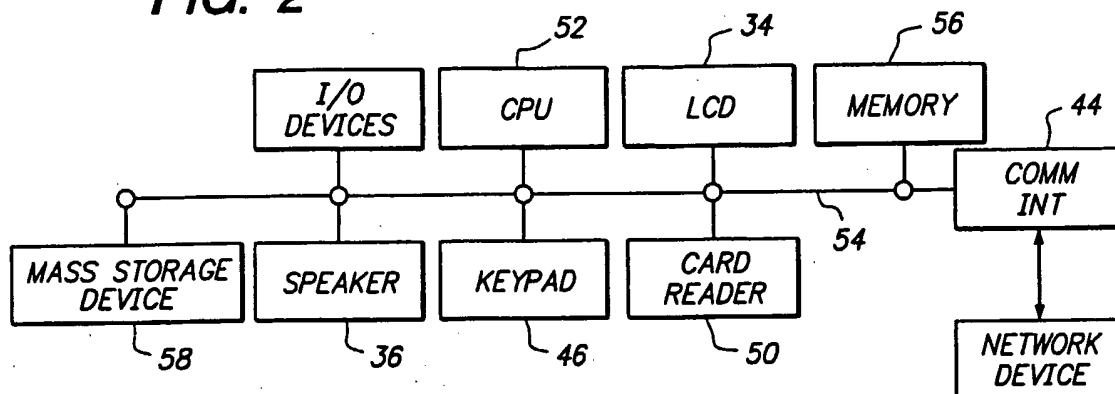 FIG. 2
52
34
56
I/O
DEVICES
CPU
LCD
MEMORY
44
COMM
INT
54
MASS STORAGE
DEVICE
SPEAKER
KEYPAD
CARD
READER
58
36
46
50
NETWORK
DEVICE